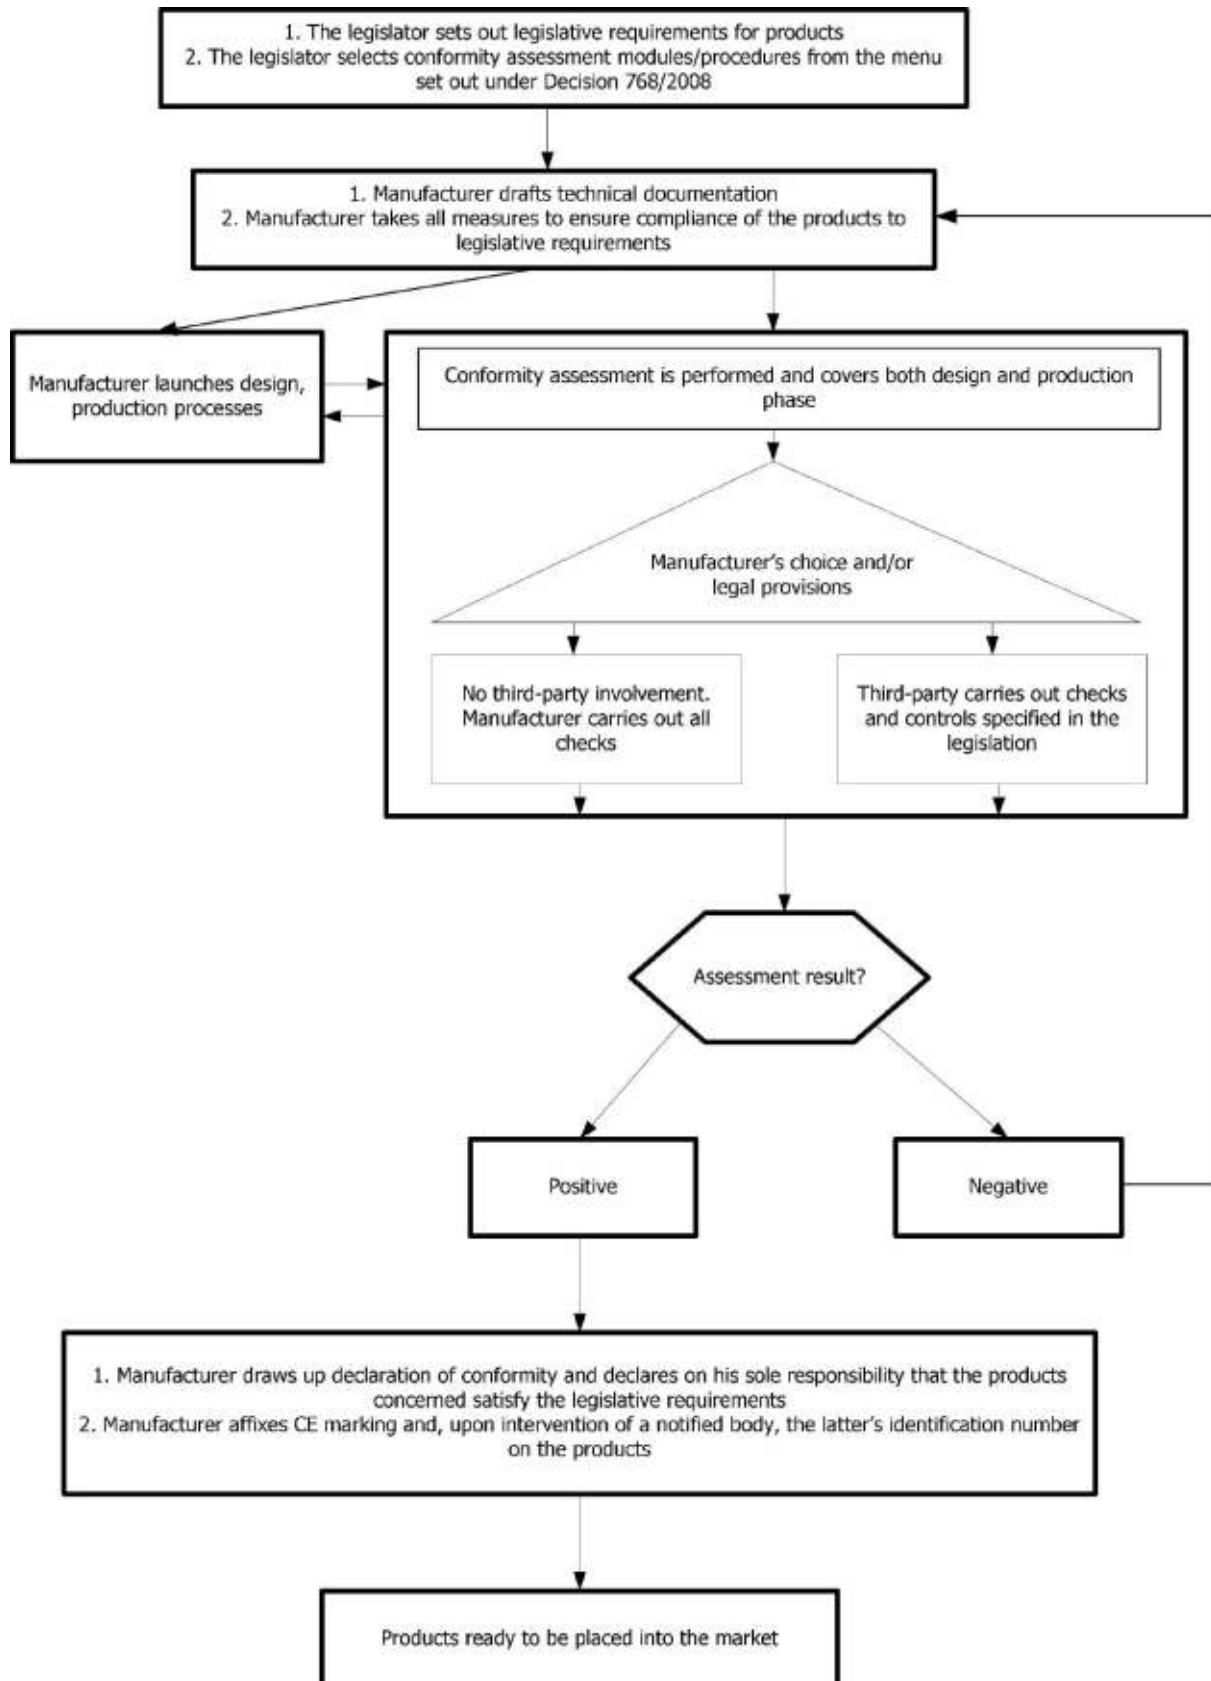 1. The legislator sets out legislative requirements for products
2. The legislator selects conformity assessment modules/procedures from the menu
set out under Decision 768/2008
1. Manufacturer drafts technical documentation
2. Manufacturer takes all measures to ensure compliance of the products to
legislative requirements
Manufacturer launches design,
production processes
Conformity assessment is performed and covers both design and production
phase
Manufacturer's choice and/or
legal provisions
No third-party involvement.
Manufacturer carries out all
checks
Third-party carries out checks
and controls specified in the
legislation
Assessment result?
Positive
Negative
1. Manufacturer draws up declaration of conformity and declares on his sole responsibility that the products
concerned satisfy the legislative requirements
2. Manufacturer affixes CE marking and, upon intervention of a notified body, the latter's identification number
on the products
Products ready to be placed into the market